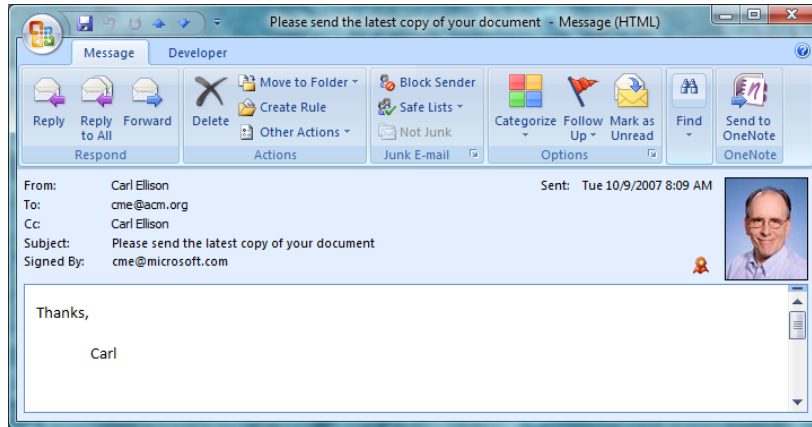 Please send the latest copy of your document - Message (HTML)
Message Developer
Reply
Reply to All
Forward
Respond
Delete
Move to Folder
Create Rule
Other Actions
Actions
Block Sender
Safe Lists
Not Junk
Junk E-mail
Categorize
Follow Up
Mark as Unread
Options
Find
Send to OneNote
OneNote
From: Carl Ellison
Sent: Tue 10/9/2007 8:09 AM
To: cme@acm.org
Cc: Carl Ellison
Subject: Please send the latest copy of your document
Signed By: cme@microsoft.com
Thanks,
Carl